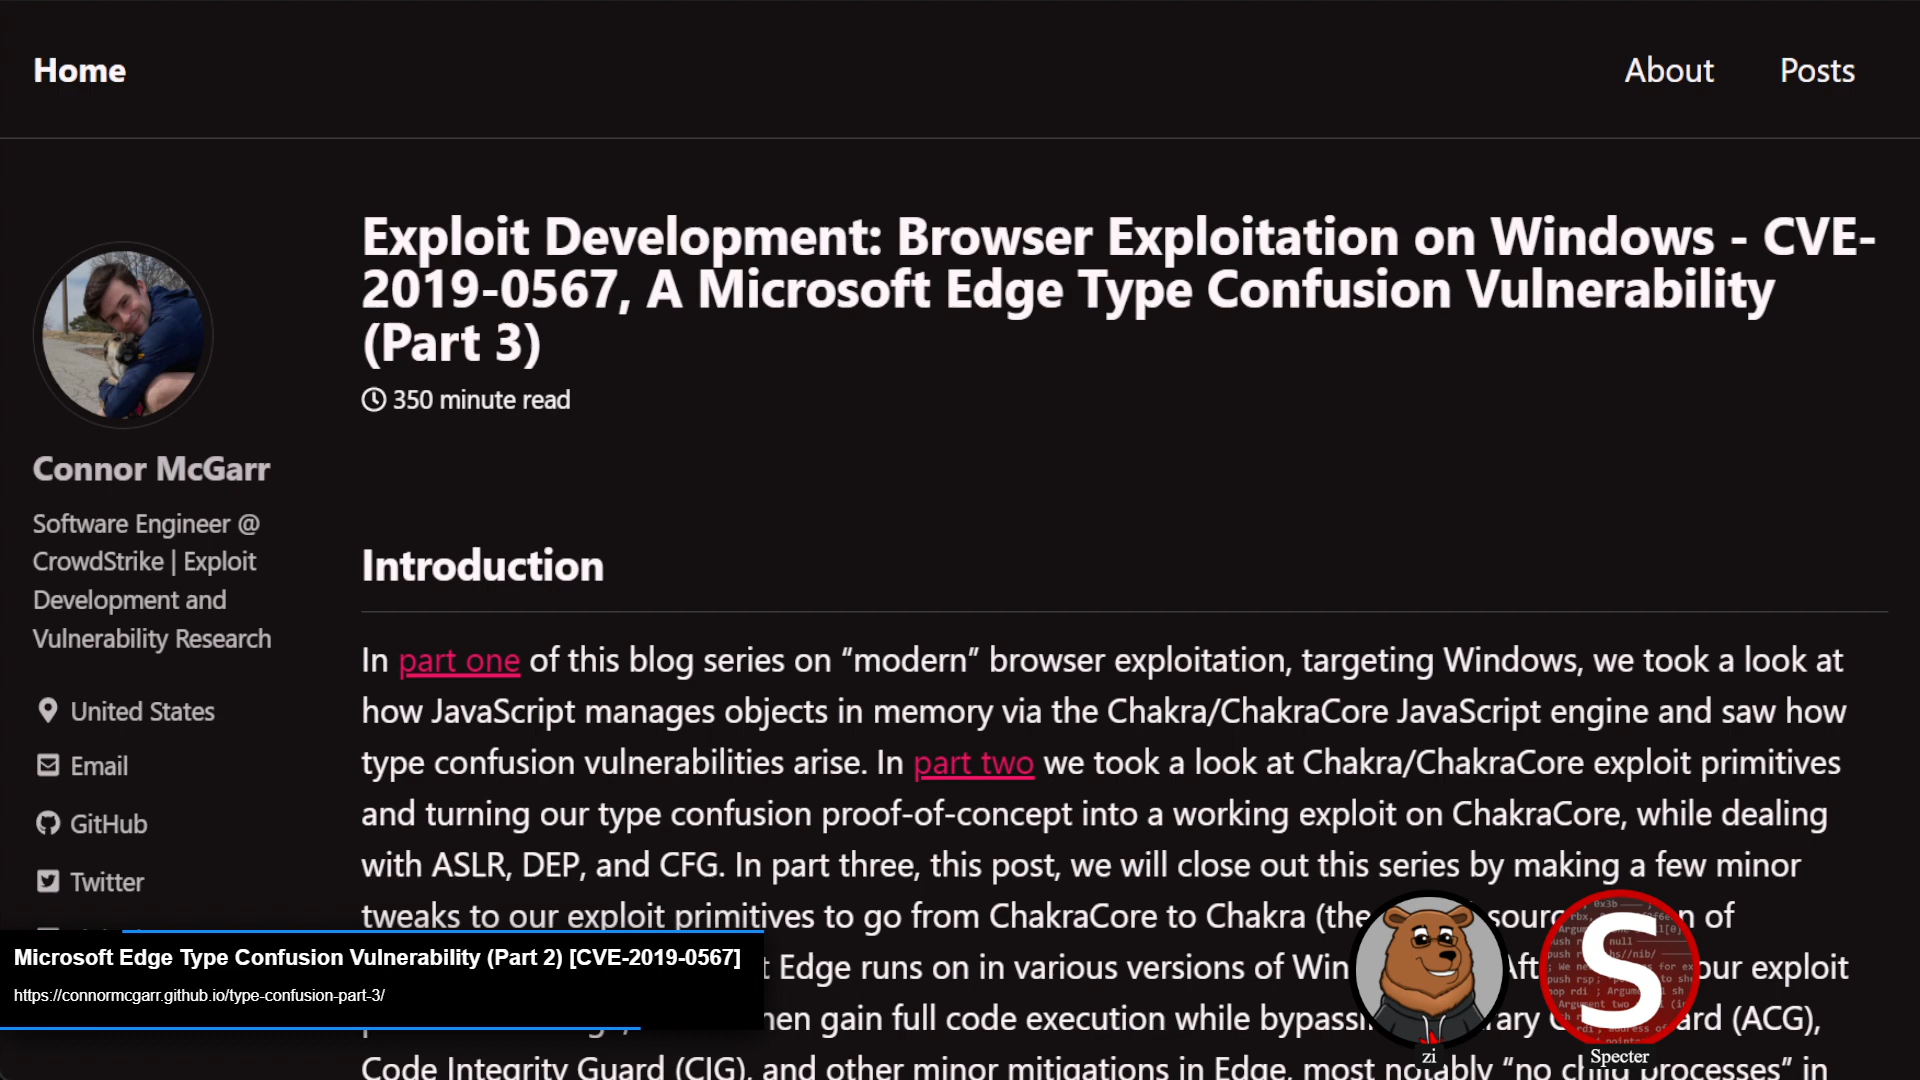 Home
About
Posts
Exploit Development: Browser Exploitation on Windows - CVE-
2019-0567, A Microsoft Edge Type Confusion Vulnerability
(Part 3)
350 minute read
Connor McGarr
Software Engineer @
CrowdStrike | Exploit
Development and
Vulnerability Research
United States
Email
GitHub
Twitter
Introduction
In part one of this blog series on “modern” browser exploitation, targeting Windows, we took a look at
how JavaScript manages objects in memory via the Chakra/ChakraCore JavaScript engine and saw how
type confusion vulnerabilities arise. In part two we took a look at Chakra/ChakraCore exploit primitives
and turning our type confusion proof-of-concept into a working exploit on ChakraCore, while dealing
with ASLR, DEP, and CFG. In part three, this post, we will close out this series by making a few minor
tweaks to our exploit primitives to go from ChakraCore to Chakra (the of
Edge runs on in various versions of our exploit
gain full code execution while (ACG),
Code Integrity Guard (CIG), and other minor mitigations in Edge, most notably “no child processes” in
Microsoft Edge Type Confusion Vulnerability (Part 2) [CVE-2019-0567]
https://connormcgarr.github.io/type-confusion-part-3/
zi
S
Specter